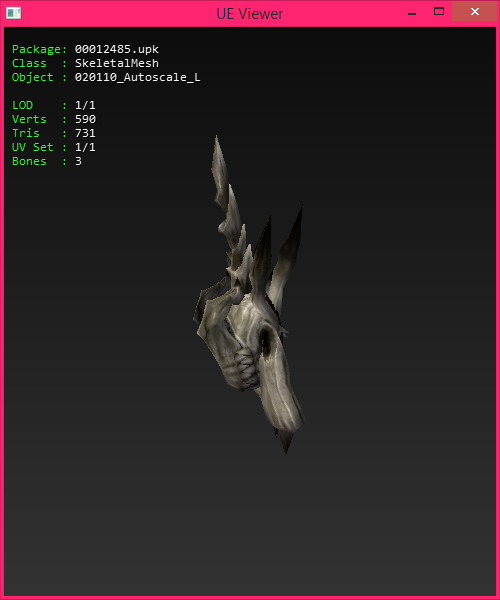 UE Viewer
Package: 00012485.upk
Class  : SkeletalMesh
Object : 020110_Autoscale_L
LOD    : 1/1
Verts  : 590
Tris   : 731
UV Set : 1/1
Bones  : 3